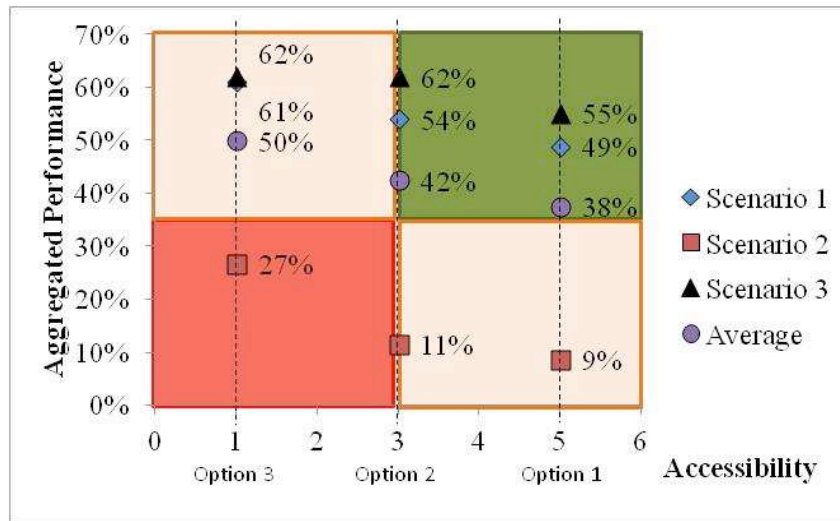 Aggregated Performance
70%
60%
50%
40%
30%
20%
10%
0%
62%
61%
50%
27%
62%
54%
42%
11%
55%
49%
38%
9%
0 1 2 3 4 5 6
Option 3 Option 2 Option 1
Accessibility
Scenario 1
Scenario 2
Scenario 3
Average